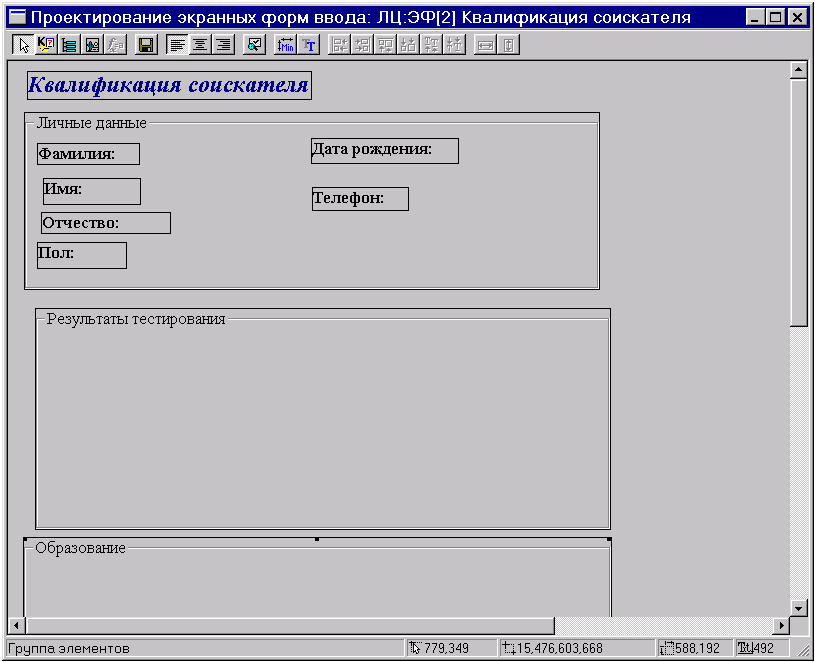 Проектирование экранных форм ввода: ЛЦ:ЭФ[2] Квалификация соискателя
Квалификация соискателя
Личные данные
Фамилия:
Дата рождения:
Имя:
Телефон:
Отчество:
Пол:
Результаты тестирования
Образование
Группа элементов
779,349
15,476,603,668
588,192
492